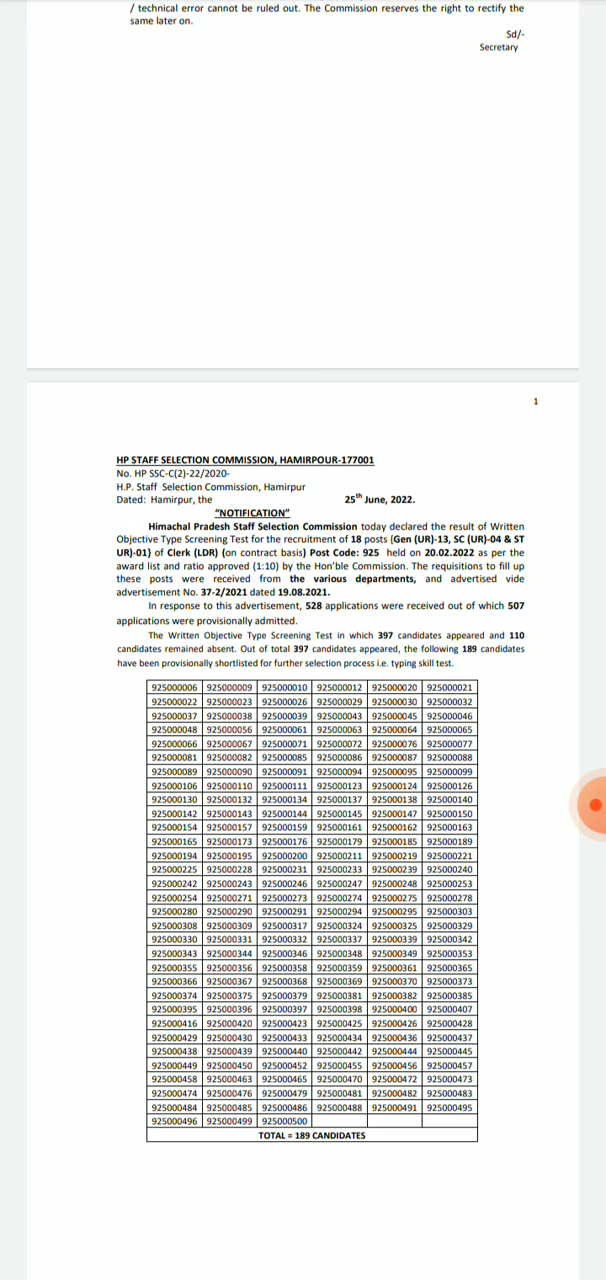 / technical error cannot be ruled out. The Commission reserves the right to rectify the
same later on.
Sd/-
Secretary
1
HP STAFF SELECTION COMMISSION, HAMIRPOUR-177001
No. HP SSC-C(2)-22/2020-
H.P. Staff Selection Commission, Hamirpur
Dated: Hamirpur, the 25th June, 2022.
"NOTIFICATION"
Himachal Pradesh Staff Selection Commission today declared the result of Written
Objective Type Screening Test for the recruitment of 18 posts {Gen (UR)-13, SC (UR)-04 & ST
UR)-01} of Clerk (LDR) (on contract basis) Post Code: 925 held on 20.02.2022 as per the
award list and ratio approved (1:10) by the Hon'ble Commission. The requisitions to fill up
these posts were received from the various departments, and advertised vide
advertisement No. 37-2/2021 dated 19.08.2021.
In response to this advertisement, 528 applications were received out of which 507
applications were provisionally admitted.
The Written Objective Type Screening Test in which 397 candidates appeared and 110
candidates remained absent. Out of total 397 candidates appeared, the following 189 candidates
have been provisionally shortlisted for further selection process i.e. typing skill test.
925000006 925000009 925000010 925000012 925000020 925000021
925000022 925000023 925000026 925000029 925000030 925000032
925000037 925000038 925000039 925000043 925000045 925000046
925000048 925000056 925000061 925000063 925000064 925000065
925000066 925000067 925000071 925000072 925000076 925000077
925000081 925000082 925000085 925000086 925000087 925000088
925000089 925000090 925000091 925000094 925000095 925000099
925000106 925000110 925000111 925000123 925000124 925000126
925000130 925000132 925000134 925000137 925000138 925000140
925000142 925000143 925000144 925000145 925000147 925000150
925000154 925000157 925000159 925000161 925000162 925000163
925000165 925000173 925000176 925000179 925000185 925000189
925000194 925000195 925000200 925000211 925000219 925000221
925000225 925000228 925000231 925000233 925000239 925000240
925000242 925000243 925000246 925000247 925000248 925000253
925000254 925000271 925000273 925000274 925000275 925000278
925000280 925000290 925000291 925000294 925000295 925000303
925000308 925000309 925000317 925000324 925000325 925000329
925000330 925000331 925000332 925000337 925000339 925000342
925000343 925000344 925000346 925000348 925000349 925000353
925000355 925000356 925000358 925000359 925000361 925000365
925000366 925000367 925000368 925000369 925000370 925000373
925000374 925000375 925000379 925000381 925000382 925000385
925000395 925000396 925000397 925000398 925000400 925000407
925000416 925000420 925000423 925000425 925000426 925000428
925000429 925000430 925000433 925000434 925000436 925000437
925000438 925000439 925000440 925000442 925000444 925000445
925000449 925000450 925000452 925000455 925000456 925000457
925000458 925000463 925000465 925000470 925000472 925000473
925000474 925000476 925000479 925000481 925000482 925000483
925000484 925000485 925000486 925000488 925000491 925000495
925000496 925000499 925000500
TOTAL = 189 CANDIDATES